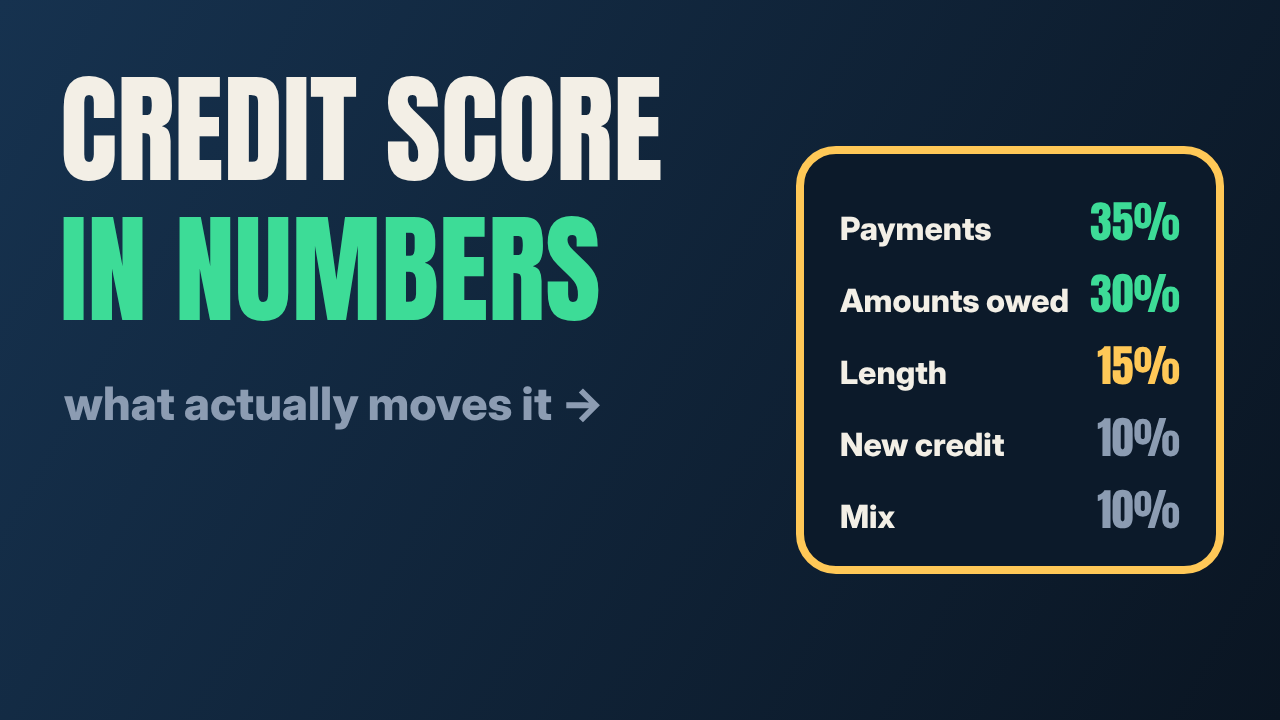 CREDIT SCORE
IN NUMBERS
what actually moves it →
Payments 35%
Amounts owed 30%
Length 15%
New credit 10%
Mix 10%